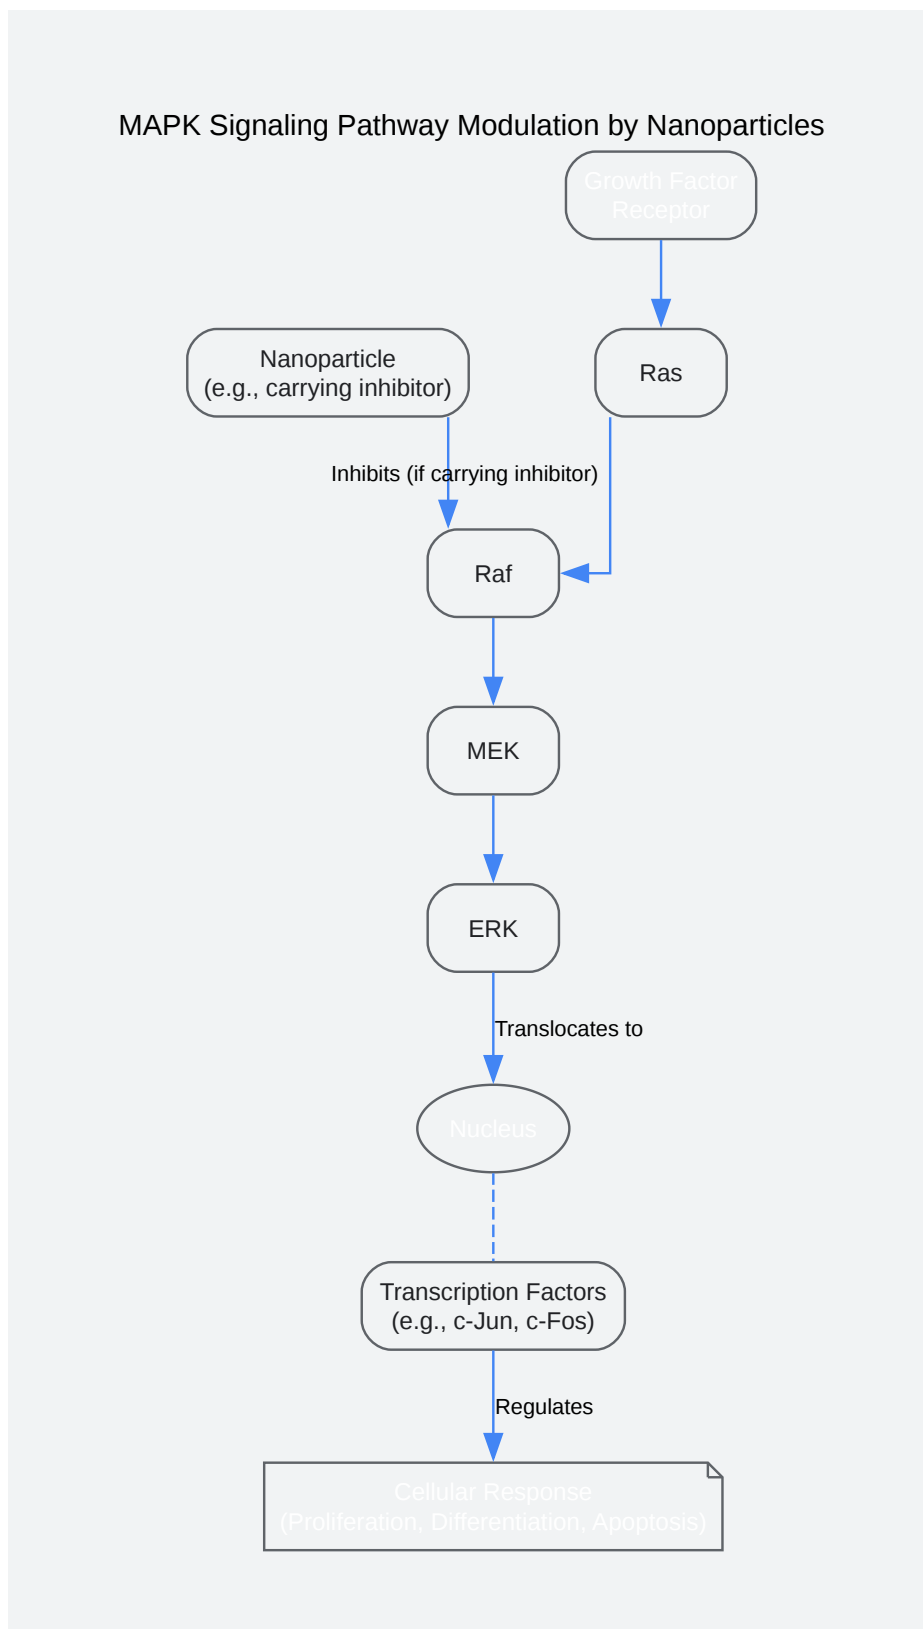 MAPK Signaling Pathway Modulation by Nanoparticles
Growth Factor
Receptor
Nanoparticle
(e.g., carrying inhibitor)
Ras
Inhibits (if carrying inhibitor)
Raf
MEK
ERK
Translocates to
Nucleus
Transcription Factors
(e.g., c-Jun, c-Fos)
Regulates
Cellular Response
(Proliferation, Differentiation, Apoptosis)